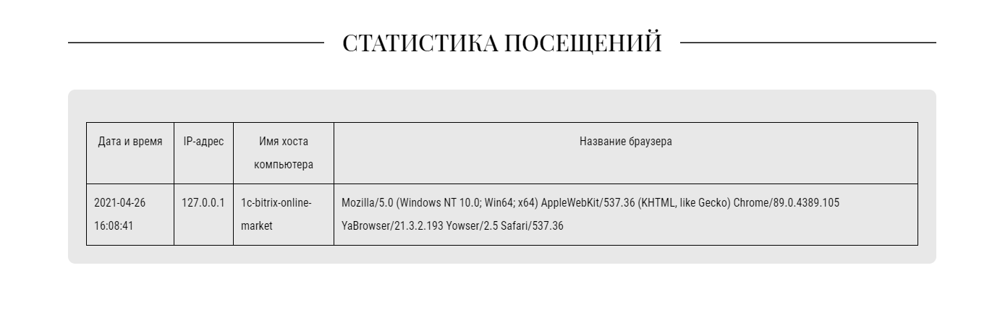 СТАТИСТИКА ПОСЕЩЕНИЙ
Дата и время
IP-адрес
Имя хоста
компьютера
Название браузера
2021-04-26
16:08:41
127.0.0.1
1c-bitrix-online-
market
Mozilla/5.0 (Windows NT 10.0; Win64; x64) AppleWebKit/537.36 (KHTML, like Gecko) Chrome/89.0.4389.105
YaBrowser/21.3.2.193 Yowser/2.5 Safari/537.36